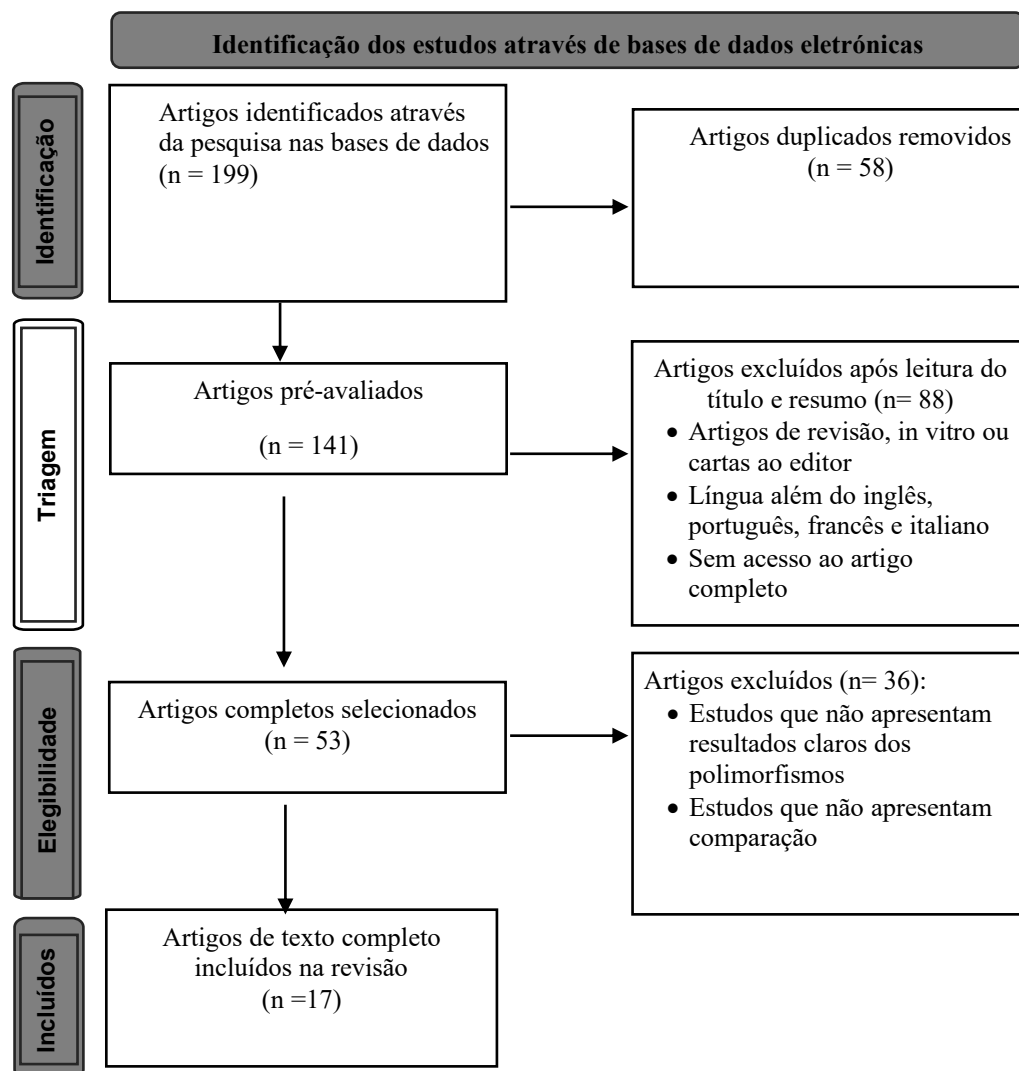 Identificação dos estudos através de bases de dados eletrónicas
Identificação
Artigos identificados através
da pesquisa nas bases de dados
(n = 199)
Artigos duplicados removidos
(n = 58)
Triagem
Artigos pré-avaliados
(n = 141)
Artigos excluídos após leitura do
título e resumo (n= 88)
• Artigos de revisão, in vitro ou
cartas ao editor
• Língua além do inglês,
português, francês e italiano
• Sem acesso ao artigo
completo
Elegibilidade
Artigos completos selecionados
(n = 53)
Artigos excluídos (n= 36):
• Estudos que não apresentam
resultados claros dos
polimorfismos
• Estudos que não apresentam
comparação
Incluídos
Artigos de texto completo
incluídos na revisão
(n =17)